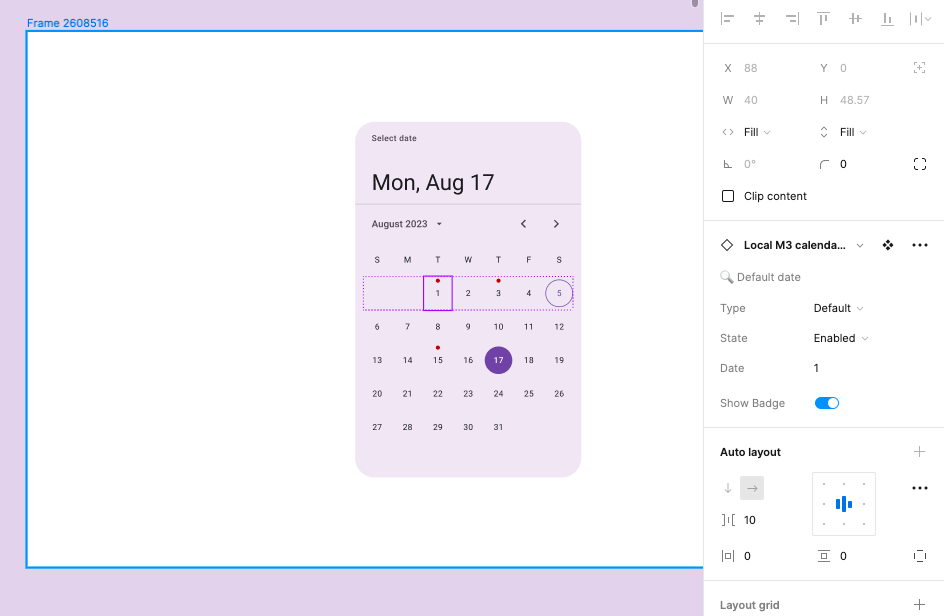 Frame 2608516
Select date
Mon, Aug 17
August 2023
S M T W T F S
1 2 3 4 5
6 7 8 9 10 11 12
13 14 15 16 17 18 19
20 21 22 23 24 25 26
27 28 29 30 31
X 88 Y 0
W 40 H 48.57
Fill Fill
0° 0
Clip content
Local M3 calenda...
🔍 Default date
Type Default
State Enabled
Date 1
Show Badge
Auto layout
10
0 0
Layout grid